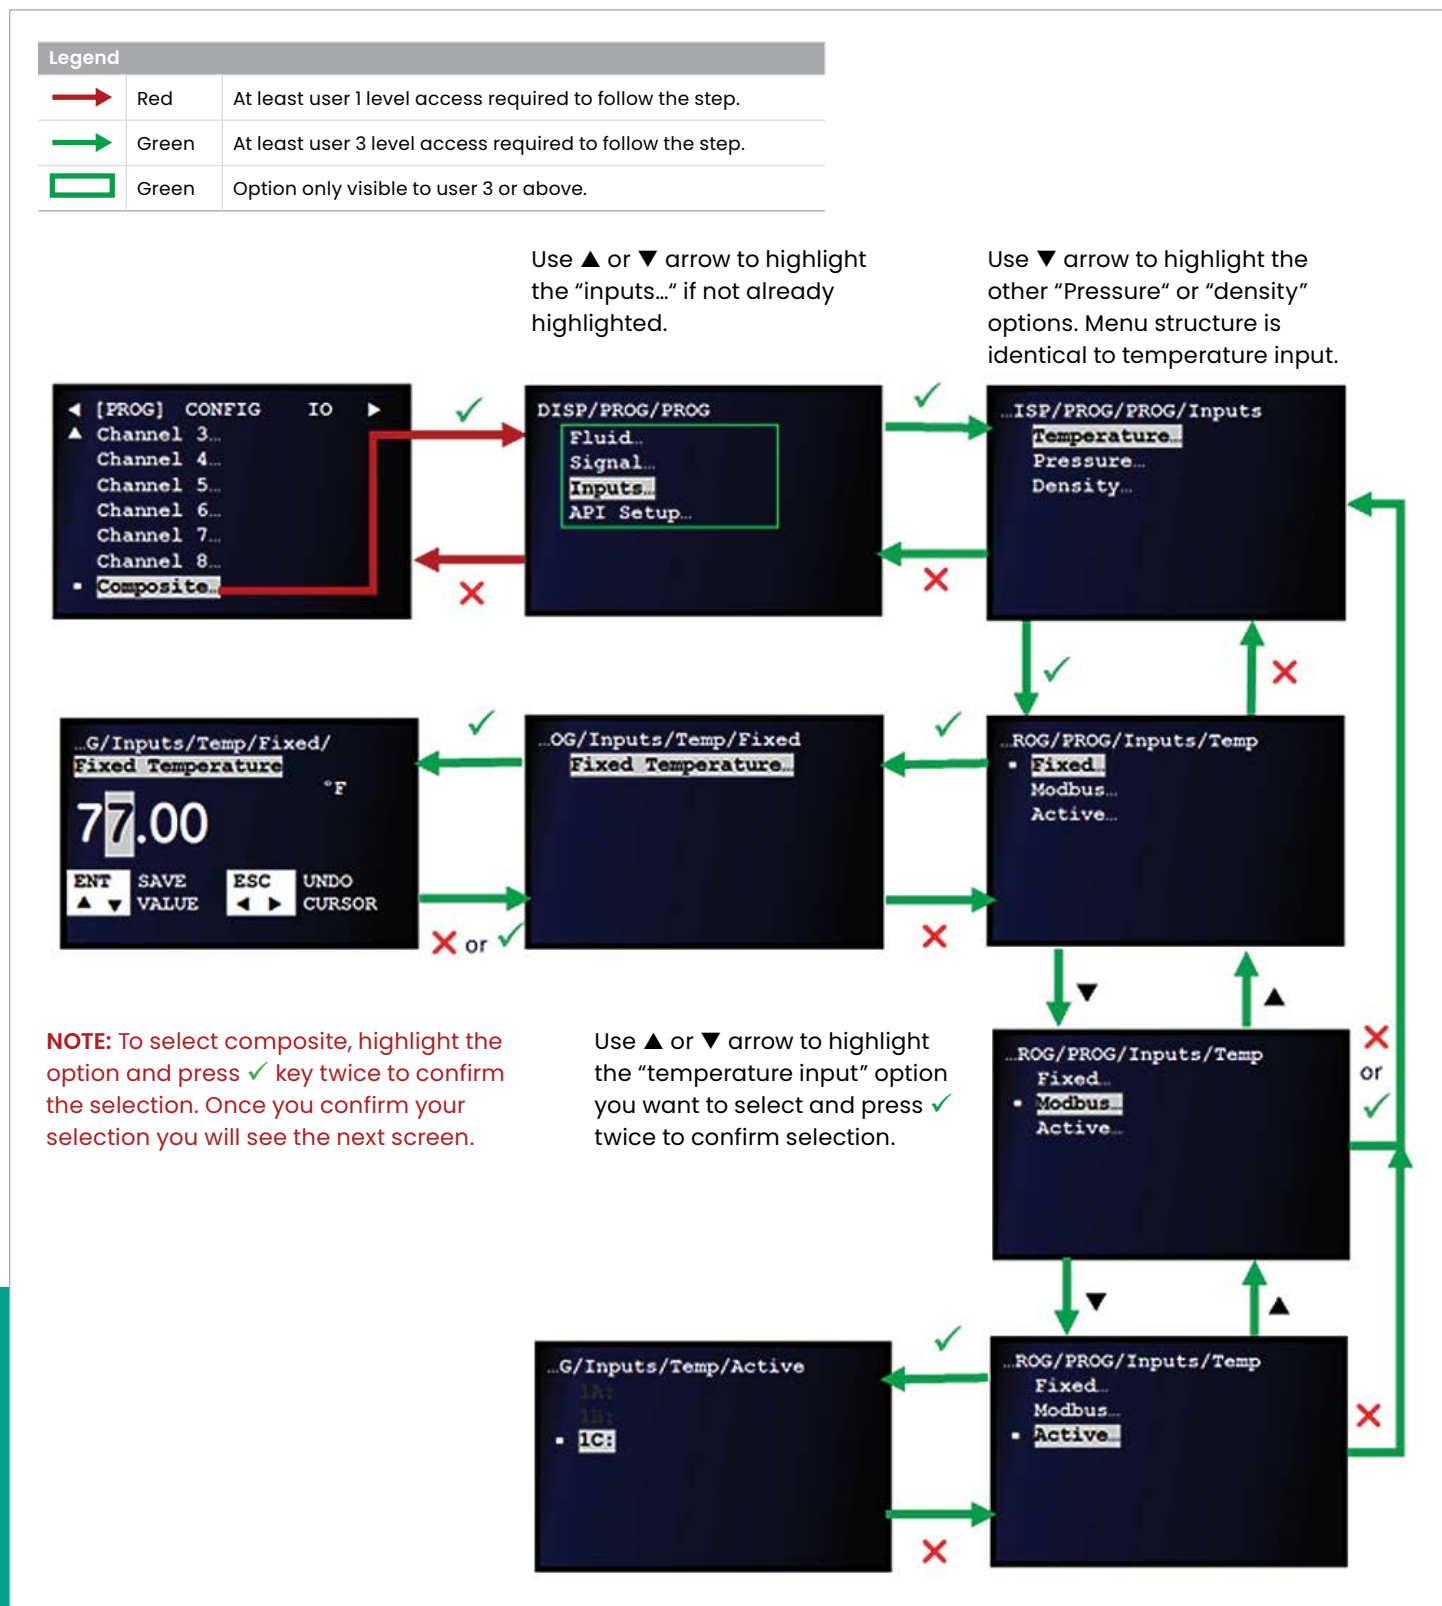 Legend
Red At least user 1 level access required to follow the step.
Green At least user 3 level access required to follow the step.
Green Option only visible to user 3 or above.
Use ▲ or ▼ arrow to highlight
the “inputs…“ if not already
highlighted.
Use ▼ arrow to highlight the
other “Pressure“ or “density”
options. Menu structure is
identical to temperature input.
◀ [PROG] CONFIG IO ▶
▲ Channel 3…
Channel 4…
Channel 5…
Channel 6…
Channel 7…
Channel 8…
▪ Composite…
✓
✕
DISP/PROG/PROG
Fluid…
Signal…
Inputs…
API Setup…
✓
✕
…ISP/PROG/PROG/Inputs
Temperature…
Pressure…
Density…
✓
✕
…G/Inputs/Temp/Fixed/
Fixed Temperature
°F
77.00
ENT SAVE ESC UNDO
▲ ▼ VALUE ◀ ▶ CURSOR
✓
✕ or ✓
…OG/Inputs/Temp/Fixed
Fixed Temperature…
✓
✕
…ROG/PROG/Inputs/Temp
▪ Fixed…
Modbus…
Active…
▼
▲
NOTE: To select composite, highlight the
option and press ✓ key twice to confirm
the selection. Once you confirm your
selection you will see the next screen.
Use ▲ or ▼ arrow to highlight
the “temperature input” option
you want to select and press ✓
twice to confirm selection.
…ROG/PROG/Inputs/Temp
Fixed…
▪ Modbus…
Active…
✕
or
✓
▼
▲
…G/Inputs/Temp/Active
1A:
1B:
▪ 1C:
✓
✕
…ROG/PROG/Inputs/Temp
Fixed…
Modbus…
▪ Active…
✕